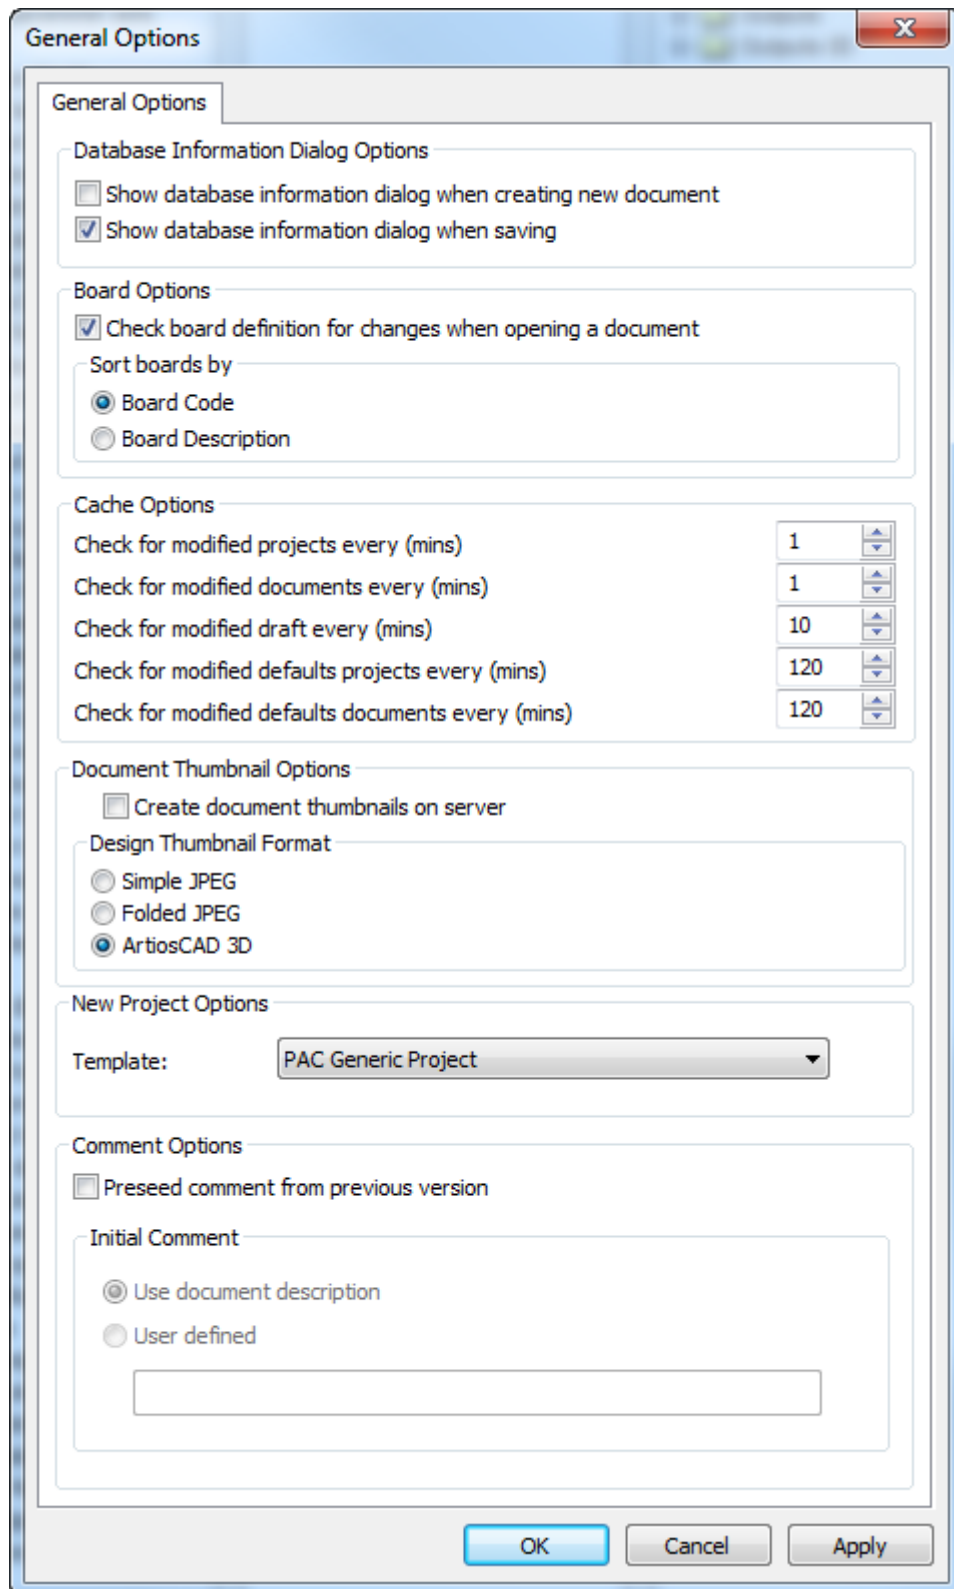 General Options
General Options
Database Information Dialog Options
Show database information dialog when creating new document
Show database information dialog when saving
Board Options
Check board definition for changes when opening a document
Sort boards by
Board Code
Board Description
Cache Options
Check for modified projects every (mins) 1
Check for modified documents every (mins) 1
Check for modified draft every (mins) 10
Check for modified defaults projects every (mins) 120
Check for modified defaults documents every (mins) 120
Document Thumbnail Options
Create document thumbnails on server
Design Thumbnail Format
Simple JPEG
Folded JPEG
ArtiosCAD 3D
New Project Options
Template: PAC Generic Project
Comment Options
Preseed comment from previous version
Initial Comment
Use document description
User defined
OK Cancel Apply